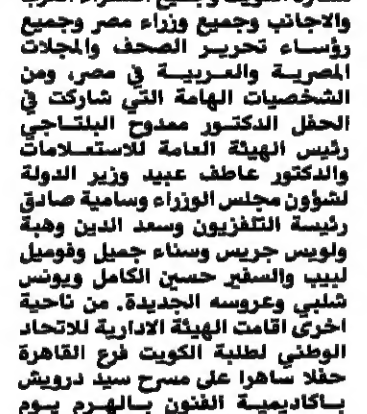 والاجانب وجميع وزراء مصر وجميع
رؤساء تحرير الصحف والمجلات
المصرية والعربية في مصر، ومن
الشخصيات الهامة التي شاركت في
الحفل الدكتور ممدوح البلتاجي
رئيس الهيئة العامة للاستعلامات
والدكتور عاطف عبيد وزير الدولة
لشؤون مجلس الوزراء وسامية صادق
رئيسة التلفزيون وسعد الدين وهبة
ولويس جريس وسناء جميل وفوميل
لبيب والسفير حسين الكامل ويونس
شلبي وعروسه الجديدة. من ناحية
اخرى اقامت الهيئة الادارية للاتحاد
الوطني لطلبة الكويت فرع القاهرة
حفلا ساهرا على مسرح سيد درويش
باكاديمية الفنون بالهرم يوم